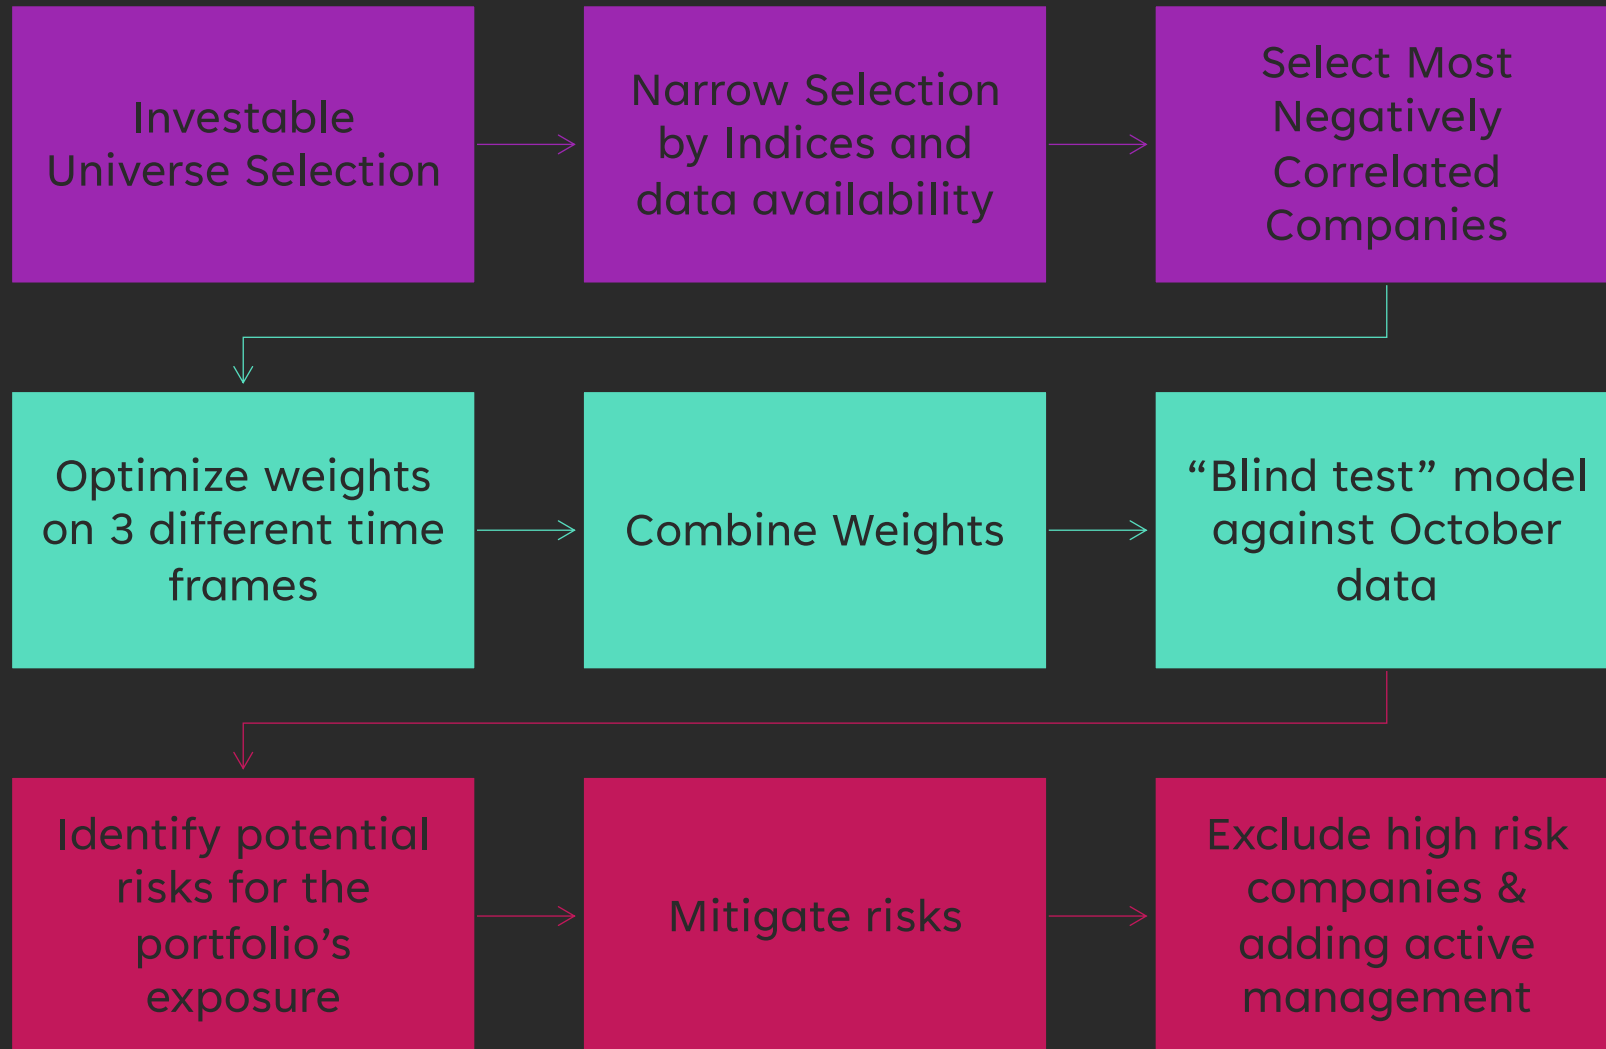 Investable
Universe Selection
Narrow Selection
by Indices and
data availability
Select Most
Negatively
Correlated
Companies
Optimize weights
on 3 different time
frames
Combine Weights
“Blind test” model
against October
data
Identify potential
risks for the
portfolio’s
exposure
Mitigate risks
Exclude high risk
companies &
adding active
management